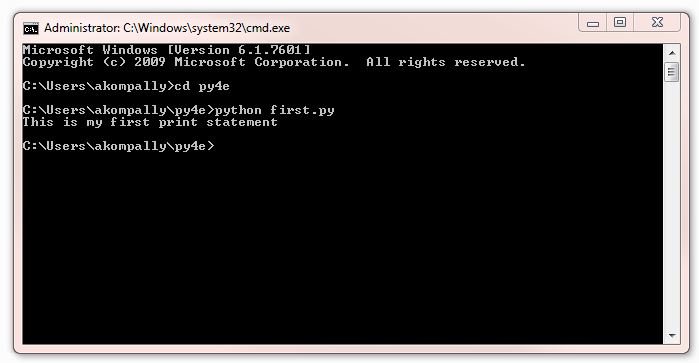 Administrator: C:\Windows\system32\cmd.exe
Microsoft Windows [Version 6.1.7601]
Copyright (c) 2009 Microsoft Corporation.  All rights reserved.
C:\Users\akompally>cd py4e
C:\Users\akompally\py4e>python first.py
This is my first print statement
C:\Users\akompally\py4e>